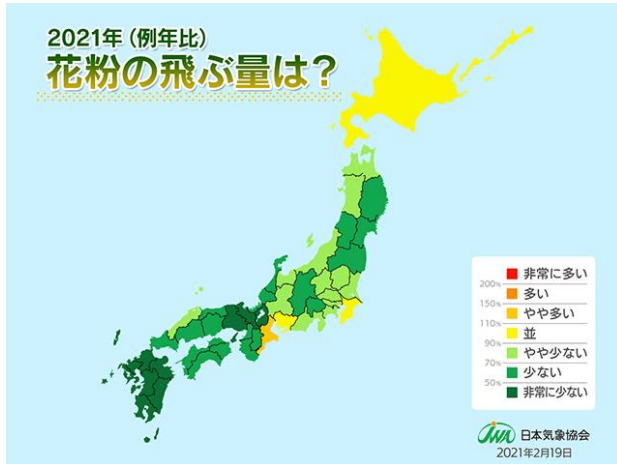 2021年（例年比）
花粉の飛ぶ量は？
非常に多い
200%
多い
150%
やや多い
110%
並
90%
やや少ない
70%
少ない
50%
非常に少ない
JWA 日本気象協会
2021年2月19日